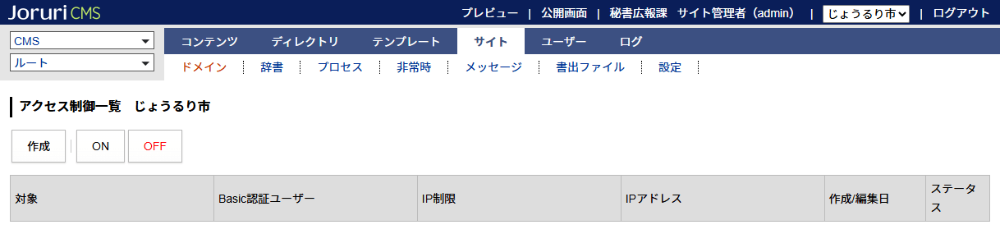 Joruri CMS
プレビュー | 公開画面 | 秘書広報課 サイト管理者（admin） | じょうるり市 | ログアウト
CMS
ルート
コンテンツ ディレクトリ テンプレート サイト ユーザー ログ
ドメイン 辞書 プロセス 非常時 メッセージ 書出ファイル 設定
アクセス制御一覧 じょうるり市
作成 ON OFF
対象 Basic認証ユーザー IP制限 IPアドレス 作成/編集日 ステータス